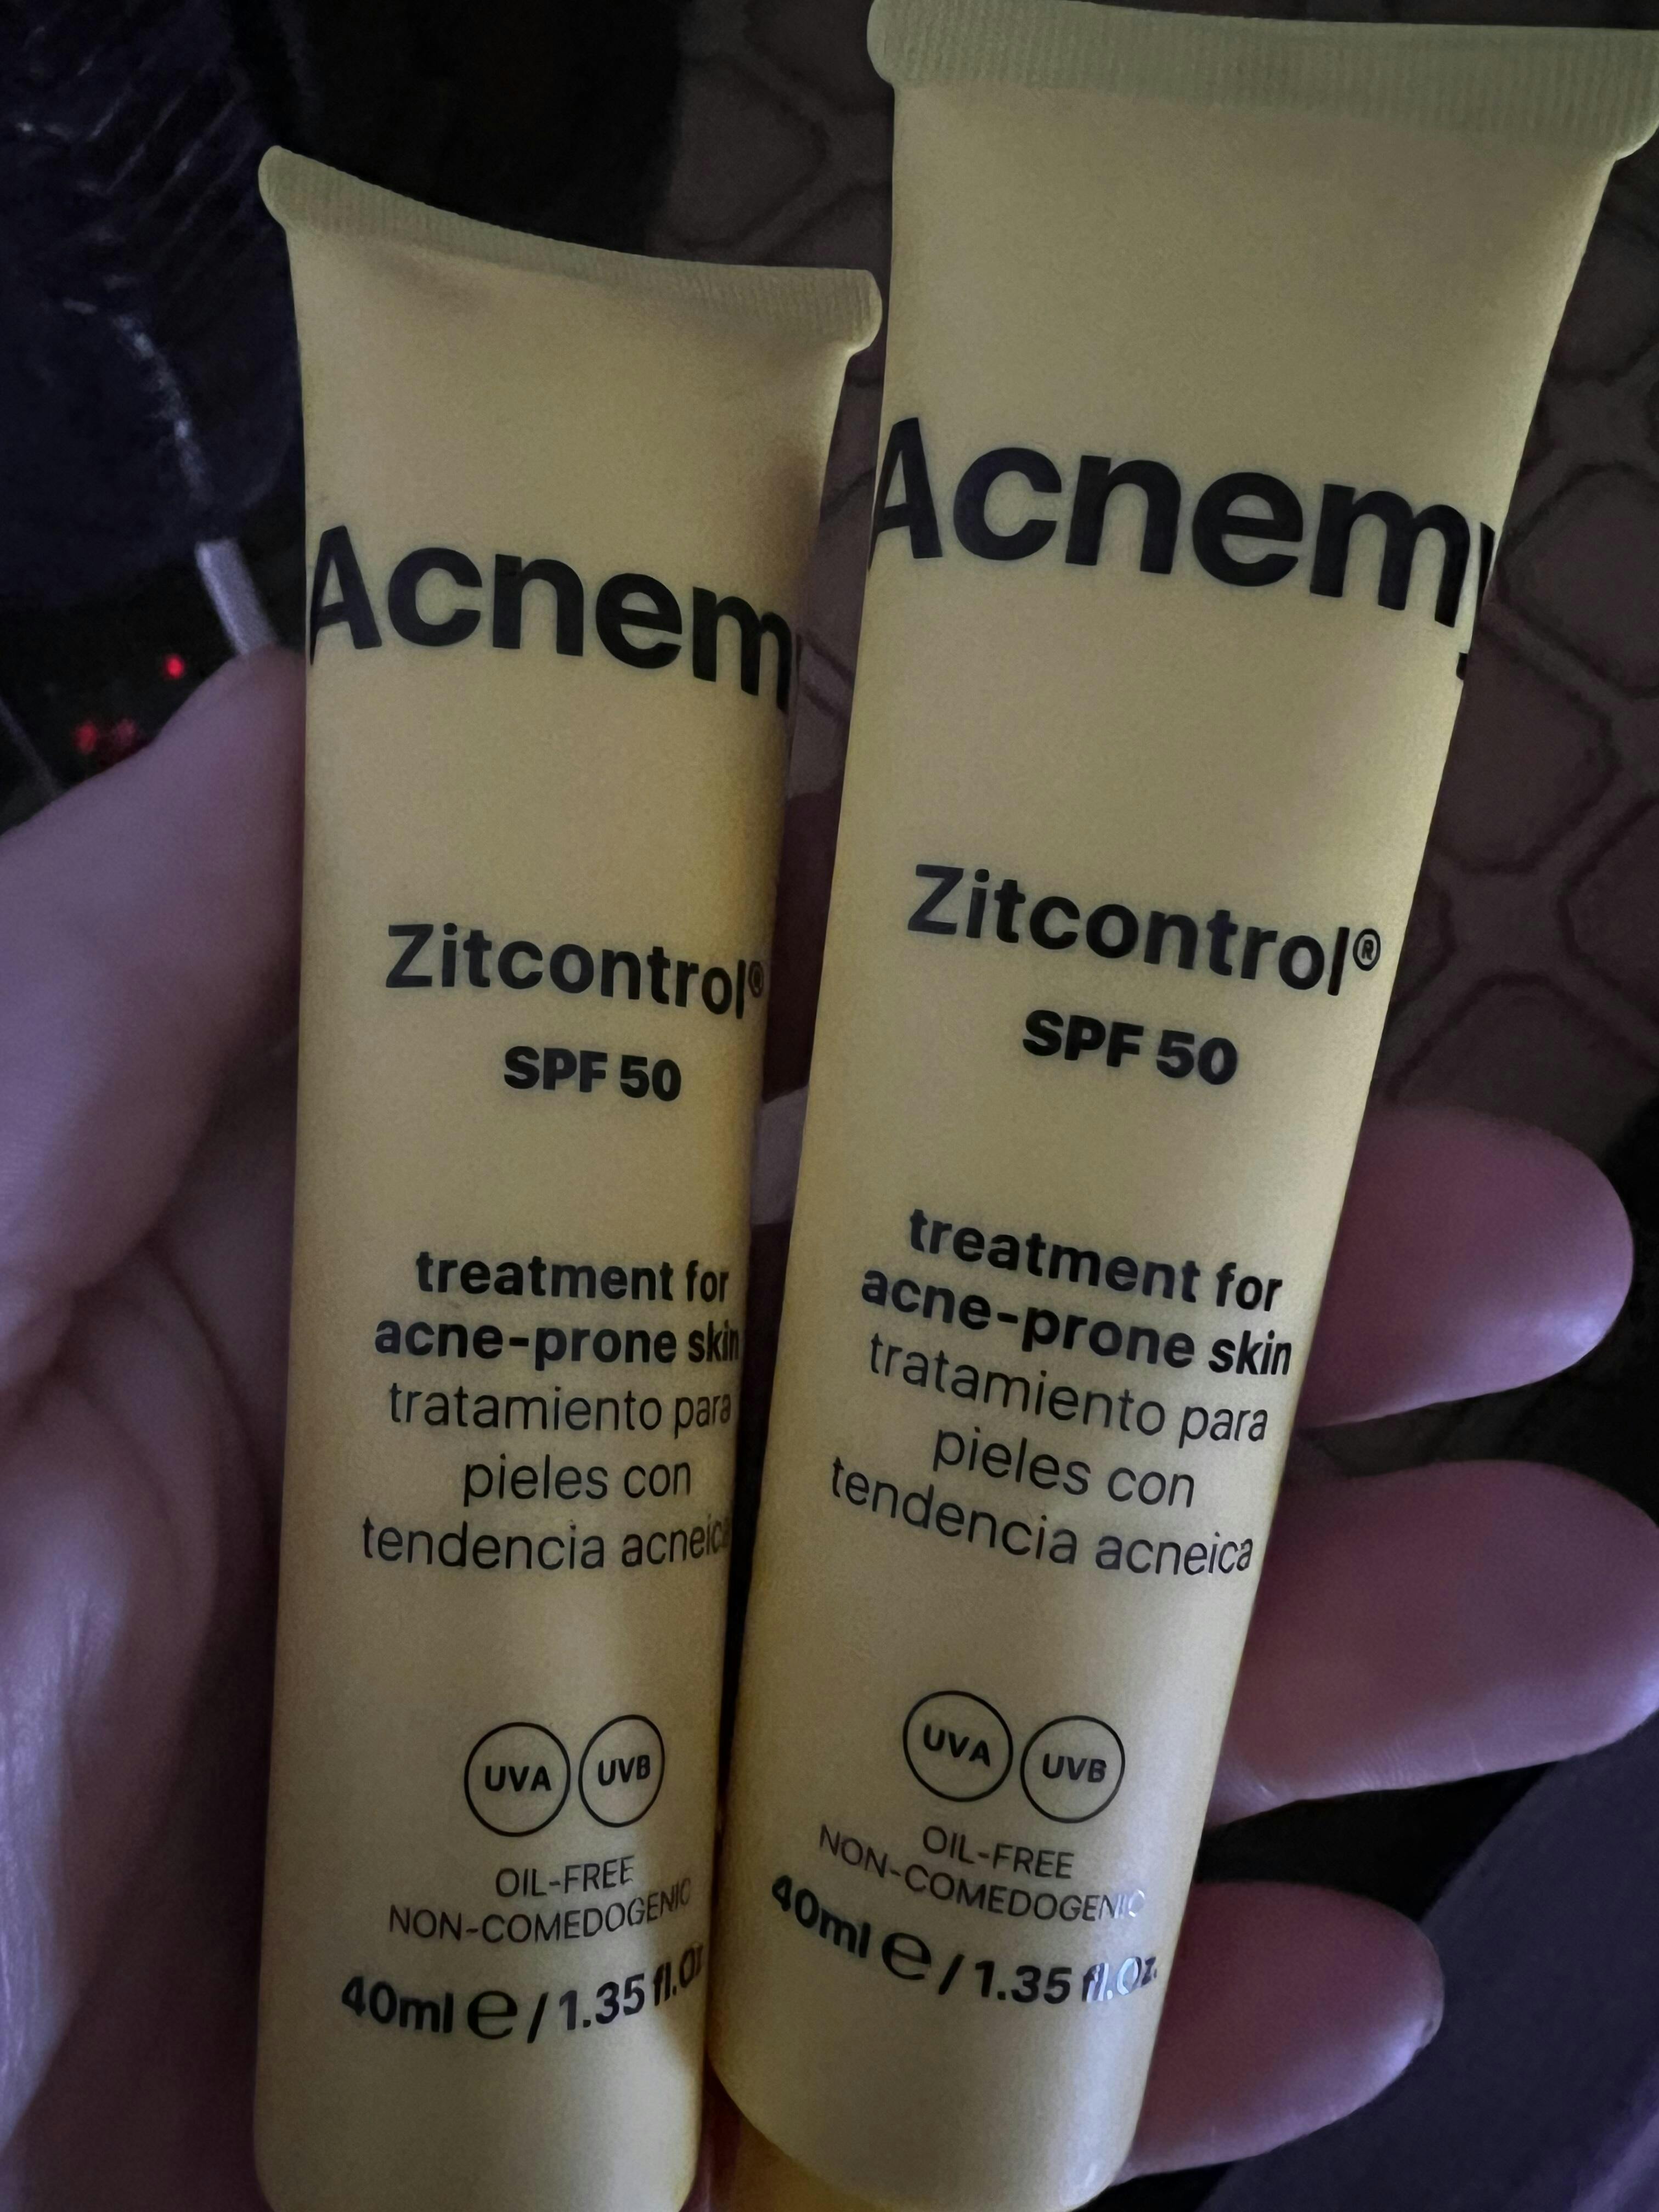 Acnem
Zitcontrol®
SPF 50
treatment for
acne-prone skin
tratamiento para
pieles con
tendencia acneica
UVA UVB
OIL-FREE
NON-COMEDOGENIC
40ml e / 1.35 fl.Oz
Acnemy
Zitcontrol®
SPF 50
treatment for
acne-prone skin
tratamiento para
pieles con
tendencia acneica
UVA UVB
OIL-FREE
NON-COMEDOGENIC
40ml e / 1.35 fl.Oz.